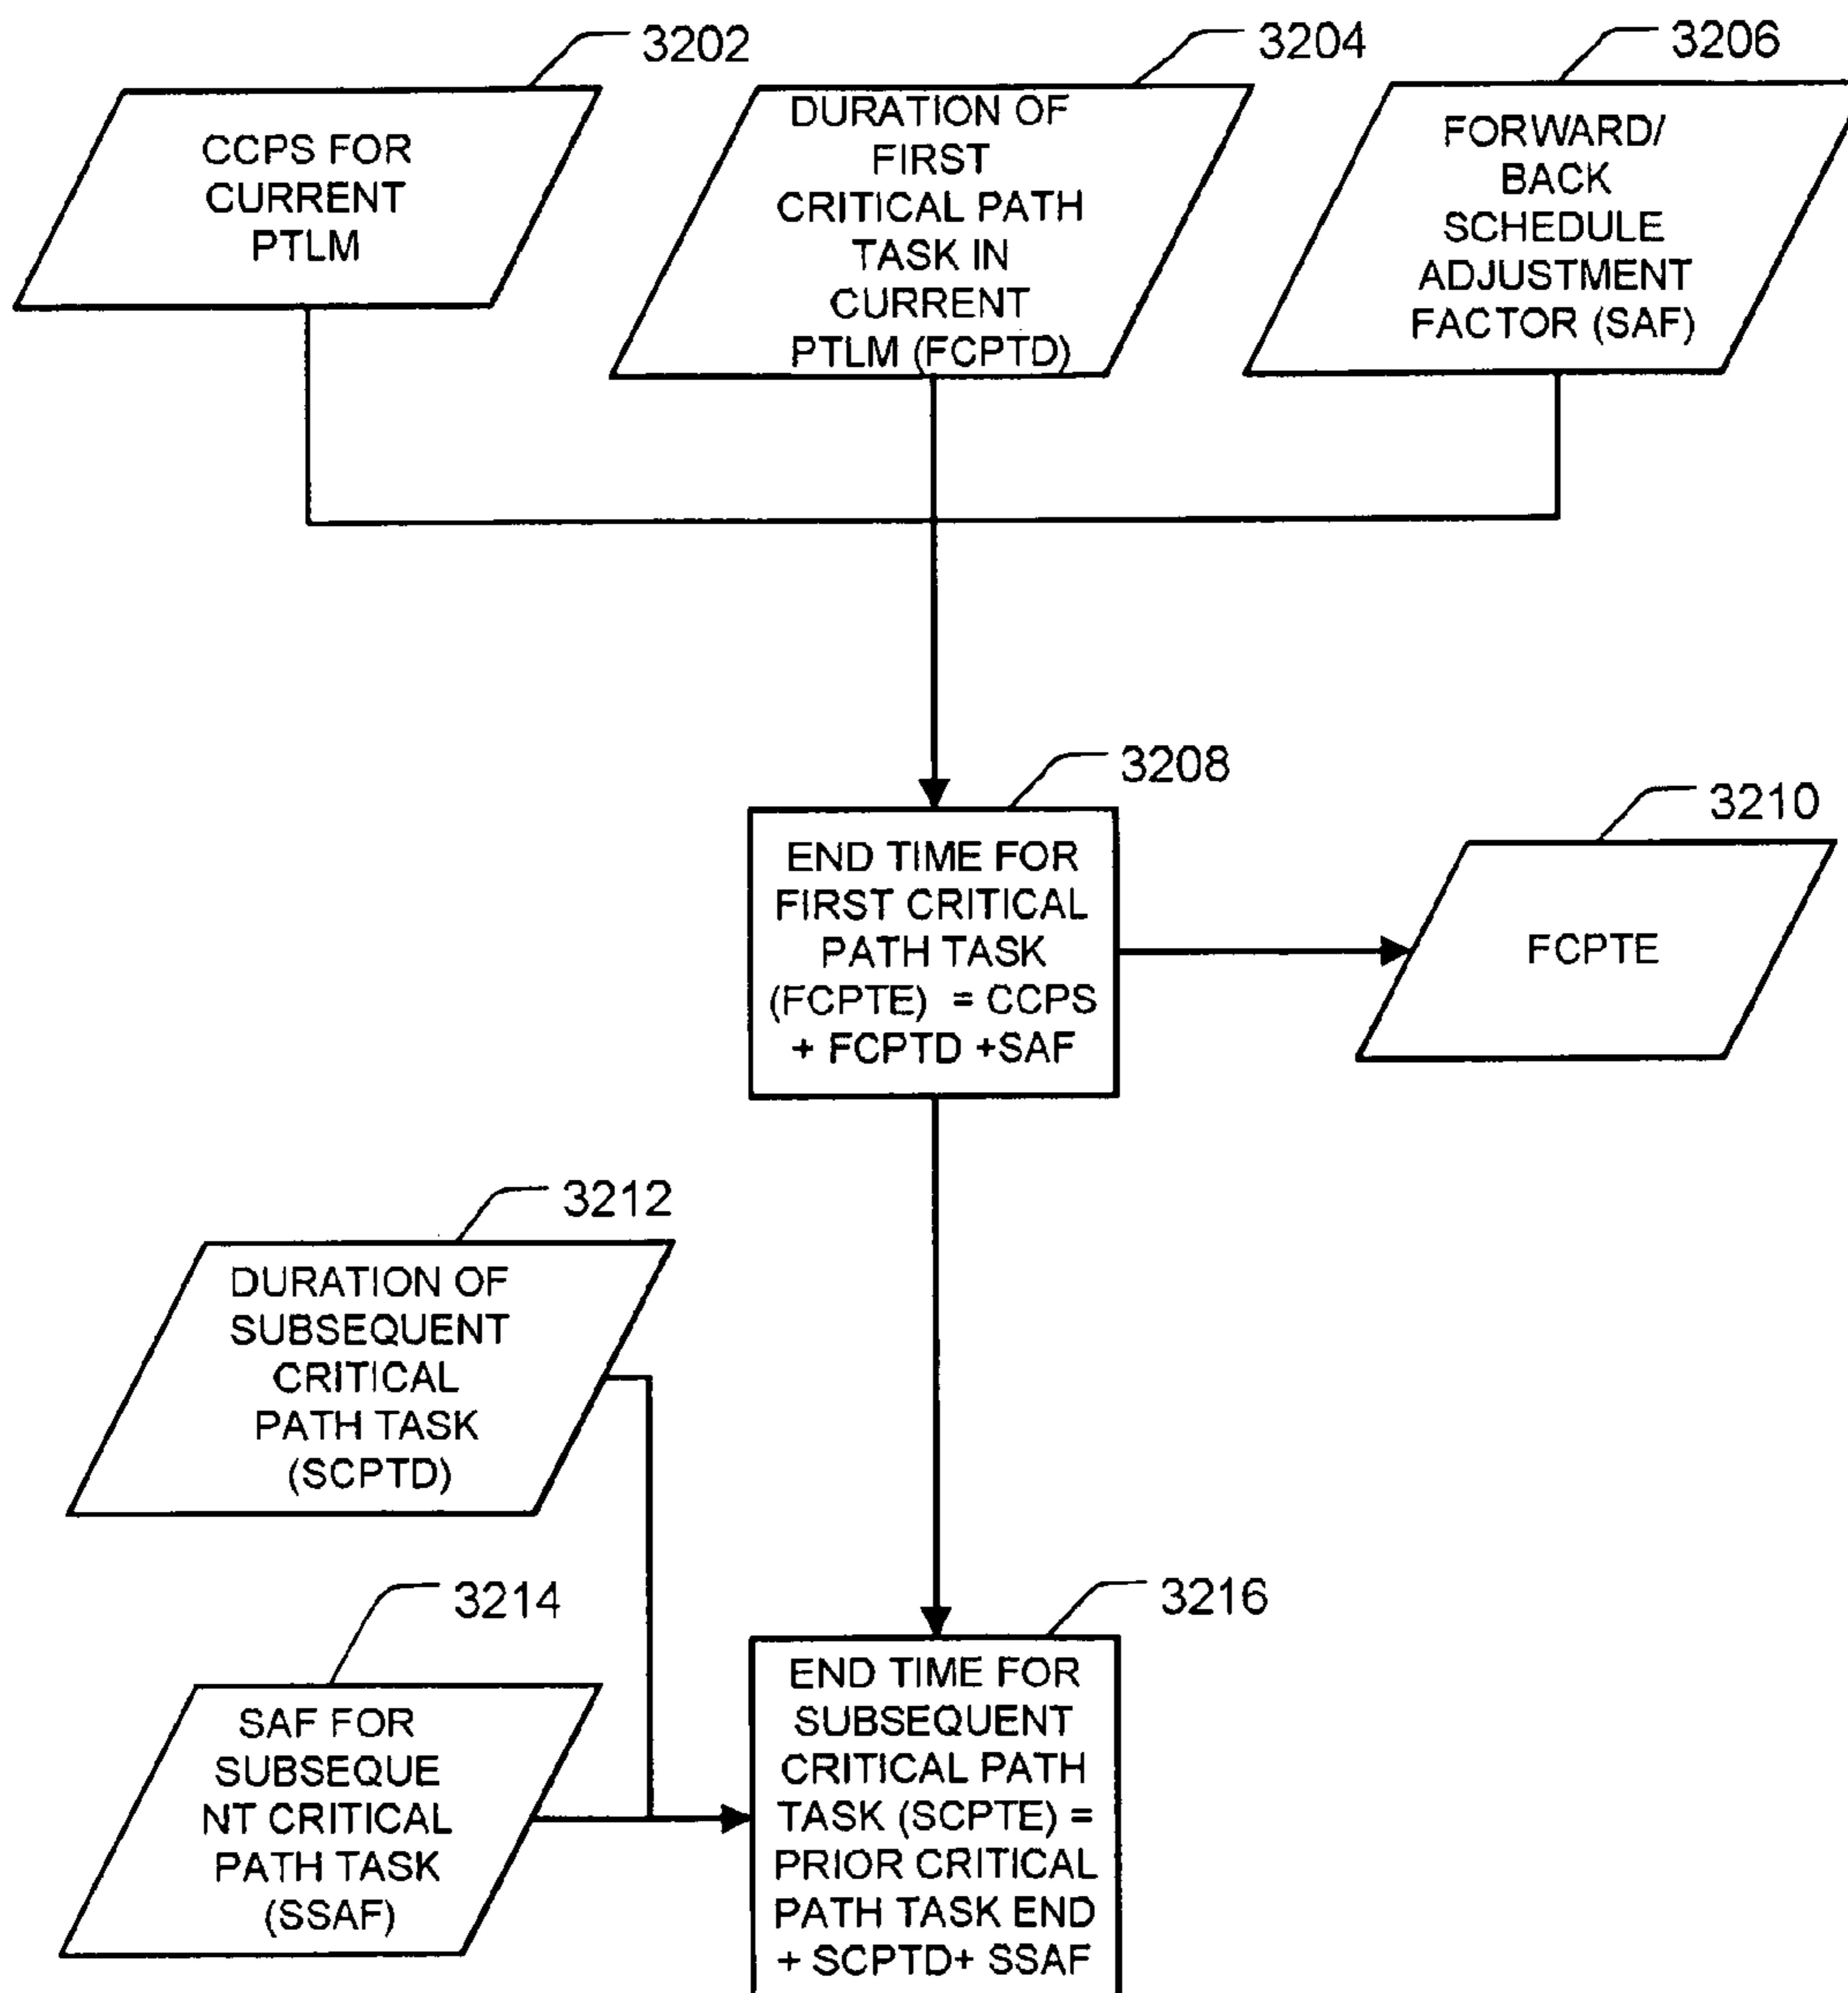 3202
CCPS FOR
CURRENT
PTLM
3204
DURATION OF
FIRST
CRITICAL PATH
TASK IN
CURRENT
PTLM (FCPTD)
3206
FORWARD/
BACK
SCHEDULE
ADJUSTMENT
FACTOR (SAF)
3208
END TIME FOR
FIRST CRITICAL
PATH TASK
(FCPTE) = CCPS
+ FCPTD +SAF
3210
FCPTE
3212
DURATION OF
SUBSEQUENT
CRITICAL
PATH TASK
(SCPTD)
3214
SAF FOR
SUBSEQUE
NT CRITICAL
PATH TASK
(SSAF)
3216
END TIME FOR
SUBSEQUENT
CRITICAL PATH
TASK (SCPTE) =
PRIOR CRITICAL
PATH TASK END
+ SCPTD+ SSAF